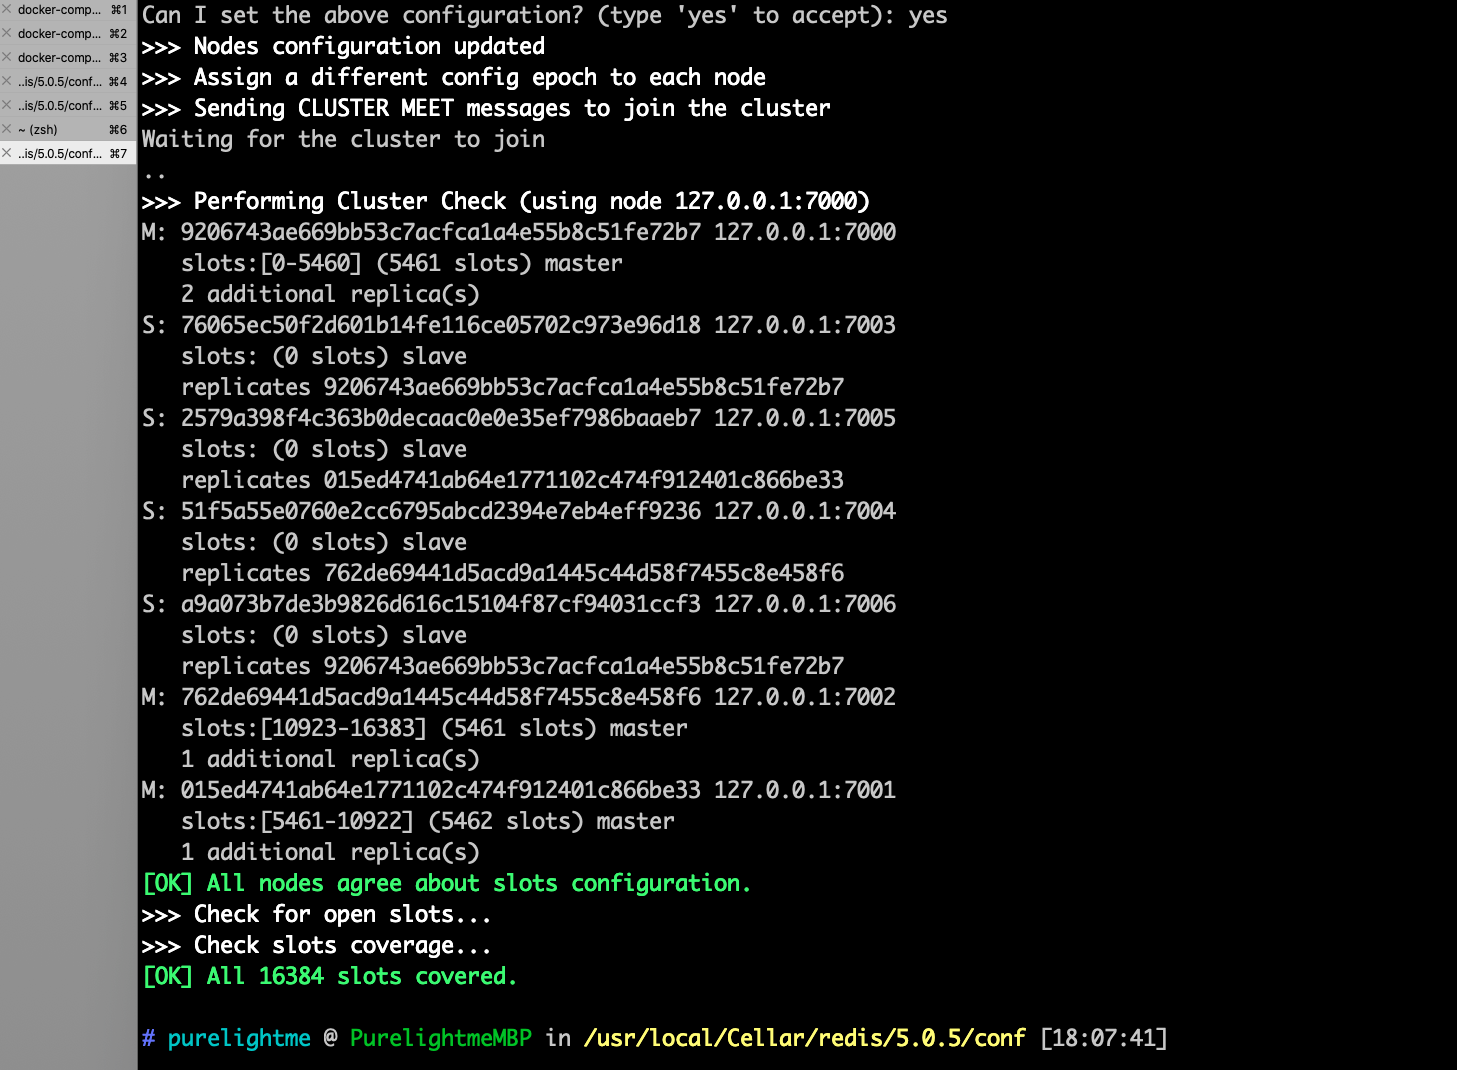 docker-comp... ⌘1
docker-comp... ⌘2
docker-comp... ⌘3
..is/5.0.5/conf... ⌘4
..is/5.0.5/conf... ⌘5
~ (zsh) ⌘6
..is/5.0.5/conf... ⌘7
Can I set the above configuration? (type 'yes' to accept): yes
>>> Nodes configuration updated
>>> Assign a different config epoch to each node
>>> Sending CLUSTER MEET messages to join the cluster
Waiting for the cluster to join
..
>>> Performing Cluster Check (using node 127.0.0.1:7000)
M: 9206743ae669bb53c7acfca1a4e55b8c51fe72b7 127.0.0.1:7000
   slots:[0-5460] (5461 slots) master
   2 additional replica(s)
S: 76065ec50f2d601b14fe116ce05702c973e96d18 127.0.0.1:7003
   slots: (0 slots) slave
   replicates 9206743ae669bb53c7acfca1a4e55b8c51fe72b7
S: 2579a398f4c363b0decaac0e0e35ef7986baaeb7 127.0.0.1:7005
   slots: (0 slots) slave
   replicates 015ed4741ab64e1771102c474f912401c866be33
S: 51f5a55e0760e2cc6795abcd2394e7eb4eff9236 127.0.0.1:7004
   slots: (0 slots) slave
   replicates 762de69441d5acd9a1445c44d58f7455c8e458f6
S: a9a073b7de3b9826d616c15104f87cf94031ccf3 127.0.0.1:7006
   slots: (0 slots) slave
   replicates 9206743ae669bb53c7acfca1a4e55b8c51fe72b7
M: 762de69441d5acd9a1445c44d58f7455c8e458f6 127.0.0.1:7002
   slots:[10923-16383] (5461 slots) master
   1 additional replica(s)
M: 015ed4741ab64e1771102c474f912401c866be33 127.0.0.1:7001
   slots:[5461-10922] (5462 slots) master
   1 additional replica(s)
[OK] All nodes agree about slots configuration.
>>> Check for open slots...
>>> Check slots coverage...
[OK] All 16384 slots covered.
# purelightme @ PurelightmeMBP in /usr/local/Cellar/redis/5.0.5/conf [18:07:41]